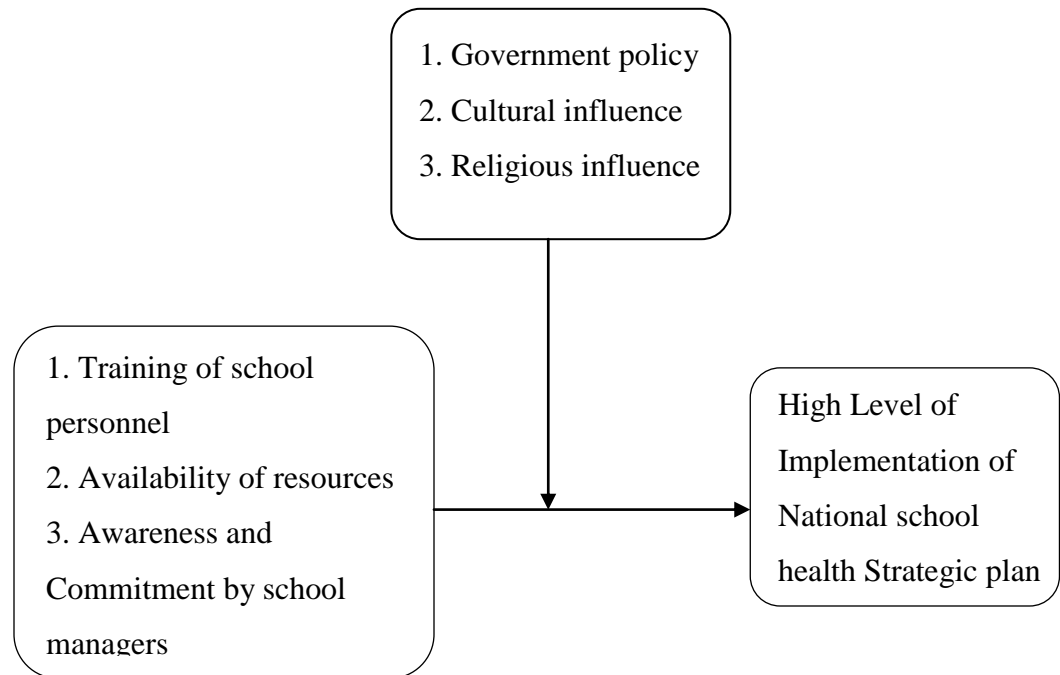 1. Government policy
2. Cultural influence
3. Religious influence
1. Training of school
personnel
2. Availability of resources
3. Awareness and
Commitment by school
managers
High Level of
Implementation of
National school
health Strategic plan